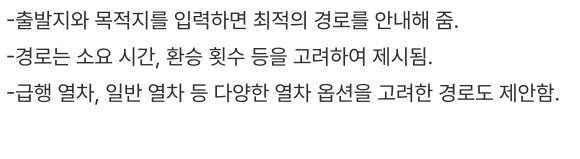 -출발지와 목적지를 입력하면 최적의 경로를 안내해 줌.
-경로는 소요 시간, 환승 횟수 등을 고려하여 제시됨.
-급행 열차, 일반 열차 등 다양한 열차 옵션을 고려한 경로도 제안함.